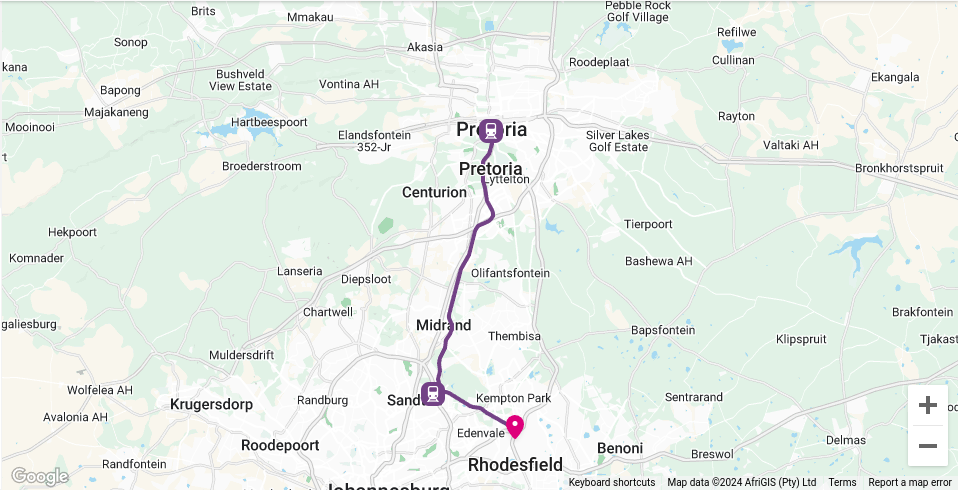 Brits
Mmakau
Pebble Rock
Golf Village
Sonop
Akasia
Refilwe
Cullinan
kana
Bushveld
View Estate
Vontina AH
Roodeplaat
Ekangala
Bapong
Majakaneng
Mooinooi
Hartbeespoort
Elandsfontein
352-Jr
Pretoria
Silver Lakes
Golf Estate
Rayton
Valtaki AH
Broederstroom
Pretoria
Lyttelton
Bronkhorstspruit
Centurion
Hekpoort
Tierpoort
Komnader
Lanseria
Diepsloot
Olifantsfontein
Bashewa AH
galiesburg
Chartwell
Midrand
Thembisa
Bapsfontein
Klipspruit
Brakfontein
Tjakast
Muldersdrift
Wolfelea AH
Avalonia AH
Krugersdorp
Randburg
Sand
Kempton Park
Sentrarand
Roodepoort
Edenvale
Benoni
Delmas
Breswol
Randfontein
Rhodesfield
Johannesburg
Google
Keyboard shortcuts
Map data ©2024 AfriGIS (Pty) Ltd
Terms
Report a map error